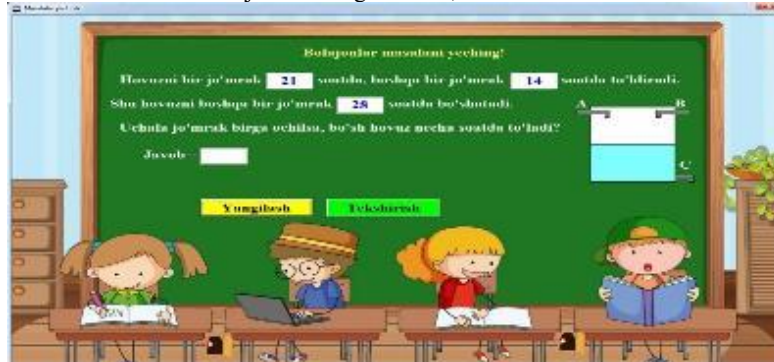 Bolajonlar masalani yeching!
Hovuzni bir jo'mrak 21 soatda, boshqa bir jo'mrak 14 soatda to'ldiradi.
Shu hovuzni boshqa bir jo'mrak 28 soatda bo'shatadi.
A B
Uchala jo'mrak birga ochilsa, bo'sh hovuz necha soatda to'ladi?
Javob
C
Yangilash Tekshirish